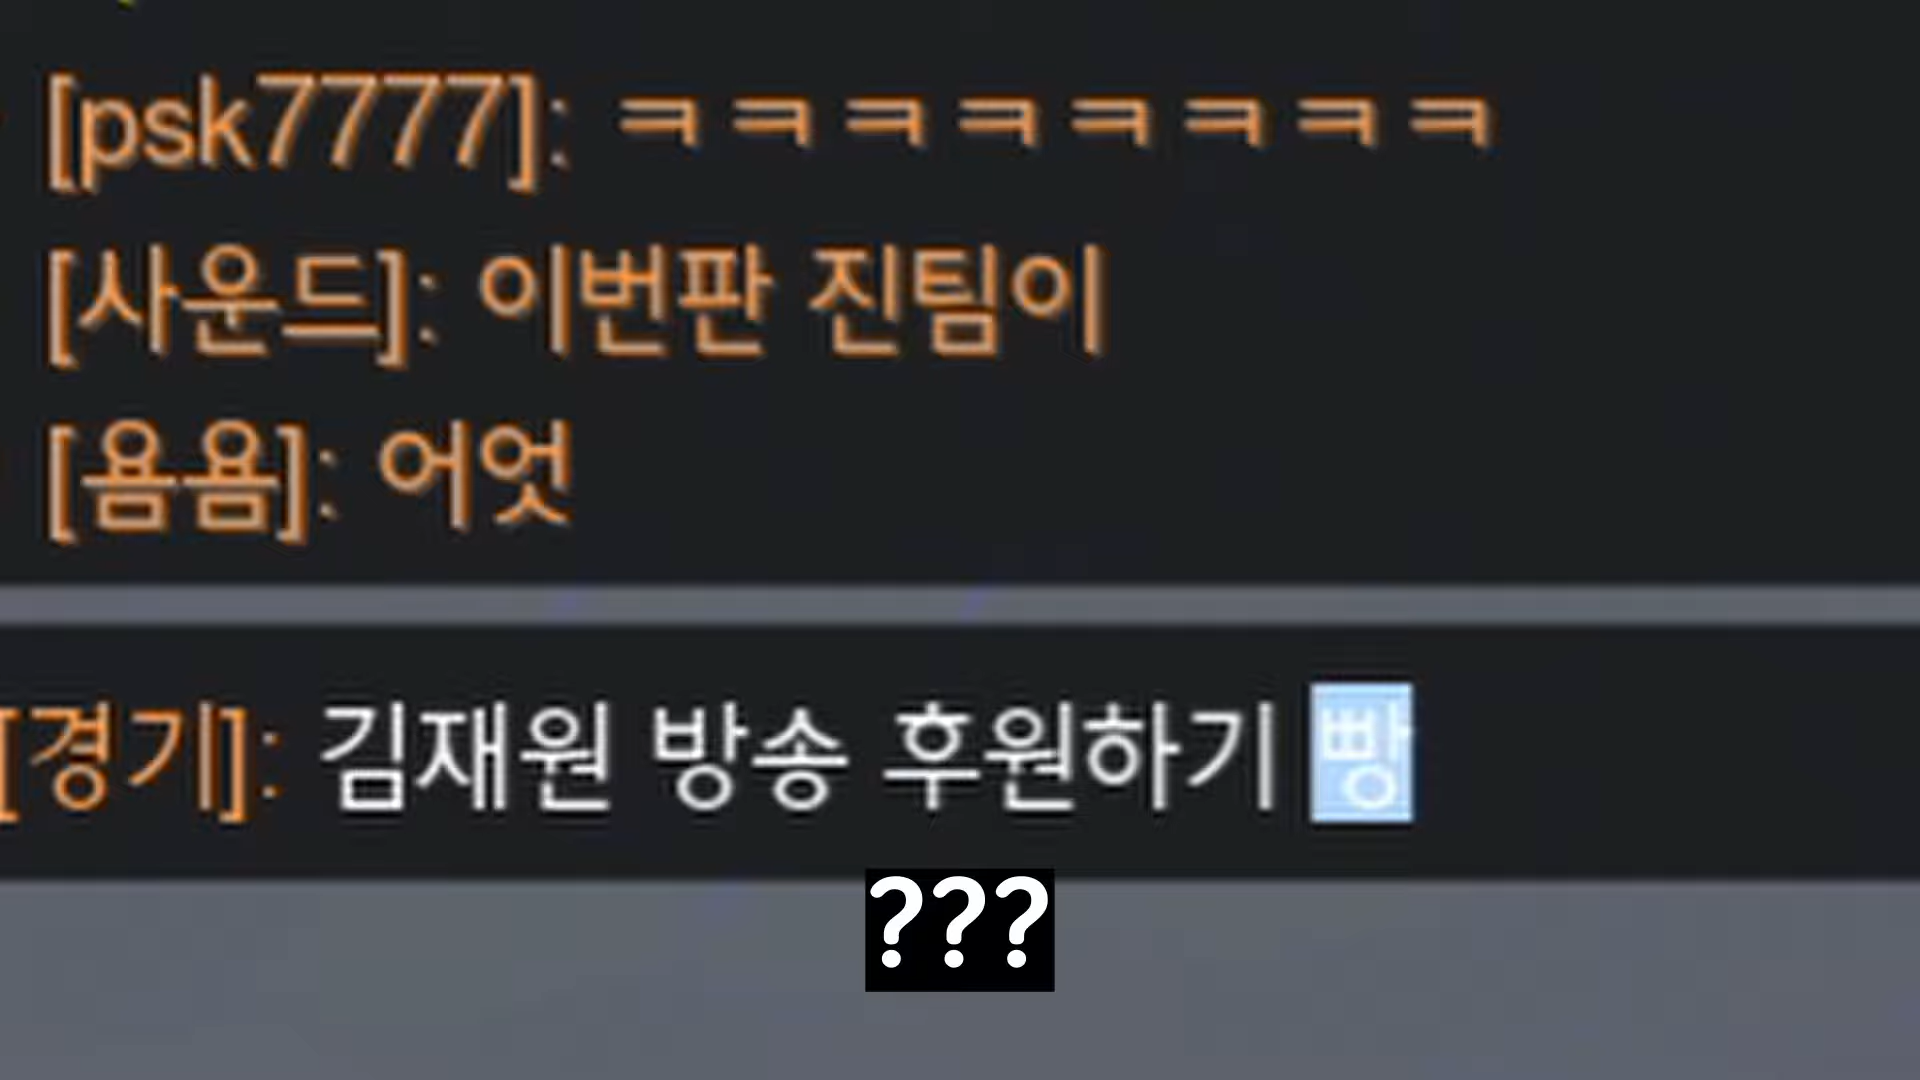 [psk7777]: ㅋㅋㅋㅋㅋㅋㅋㅋ
[사운드]: 이번판 진팀이
[욤욤]: 어엇
[경기]: 김재원 방송 후원하기 빵
???